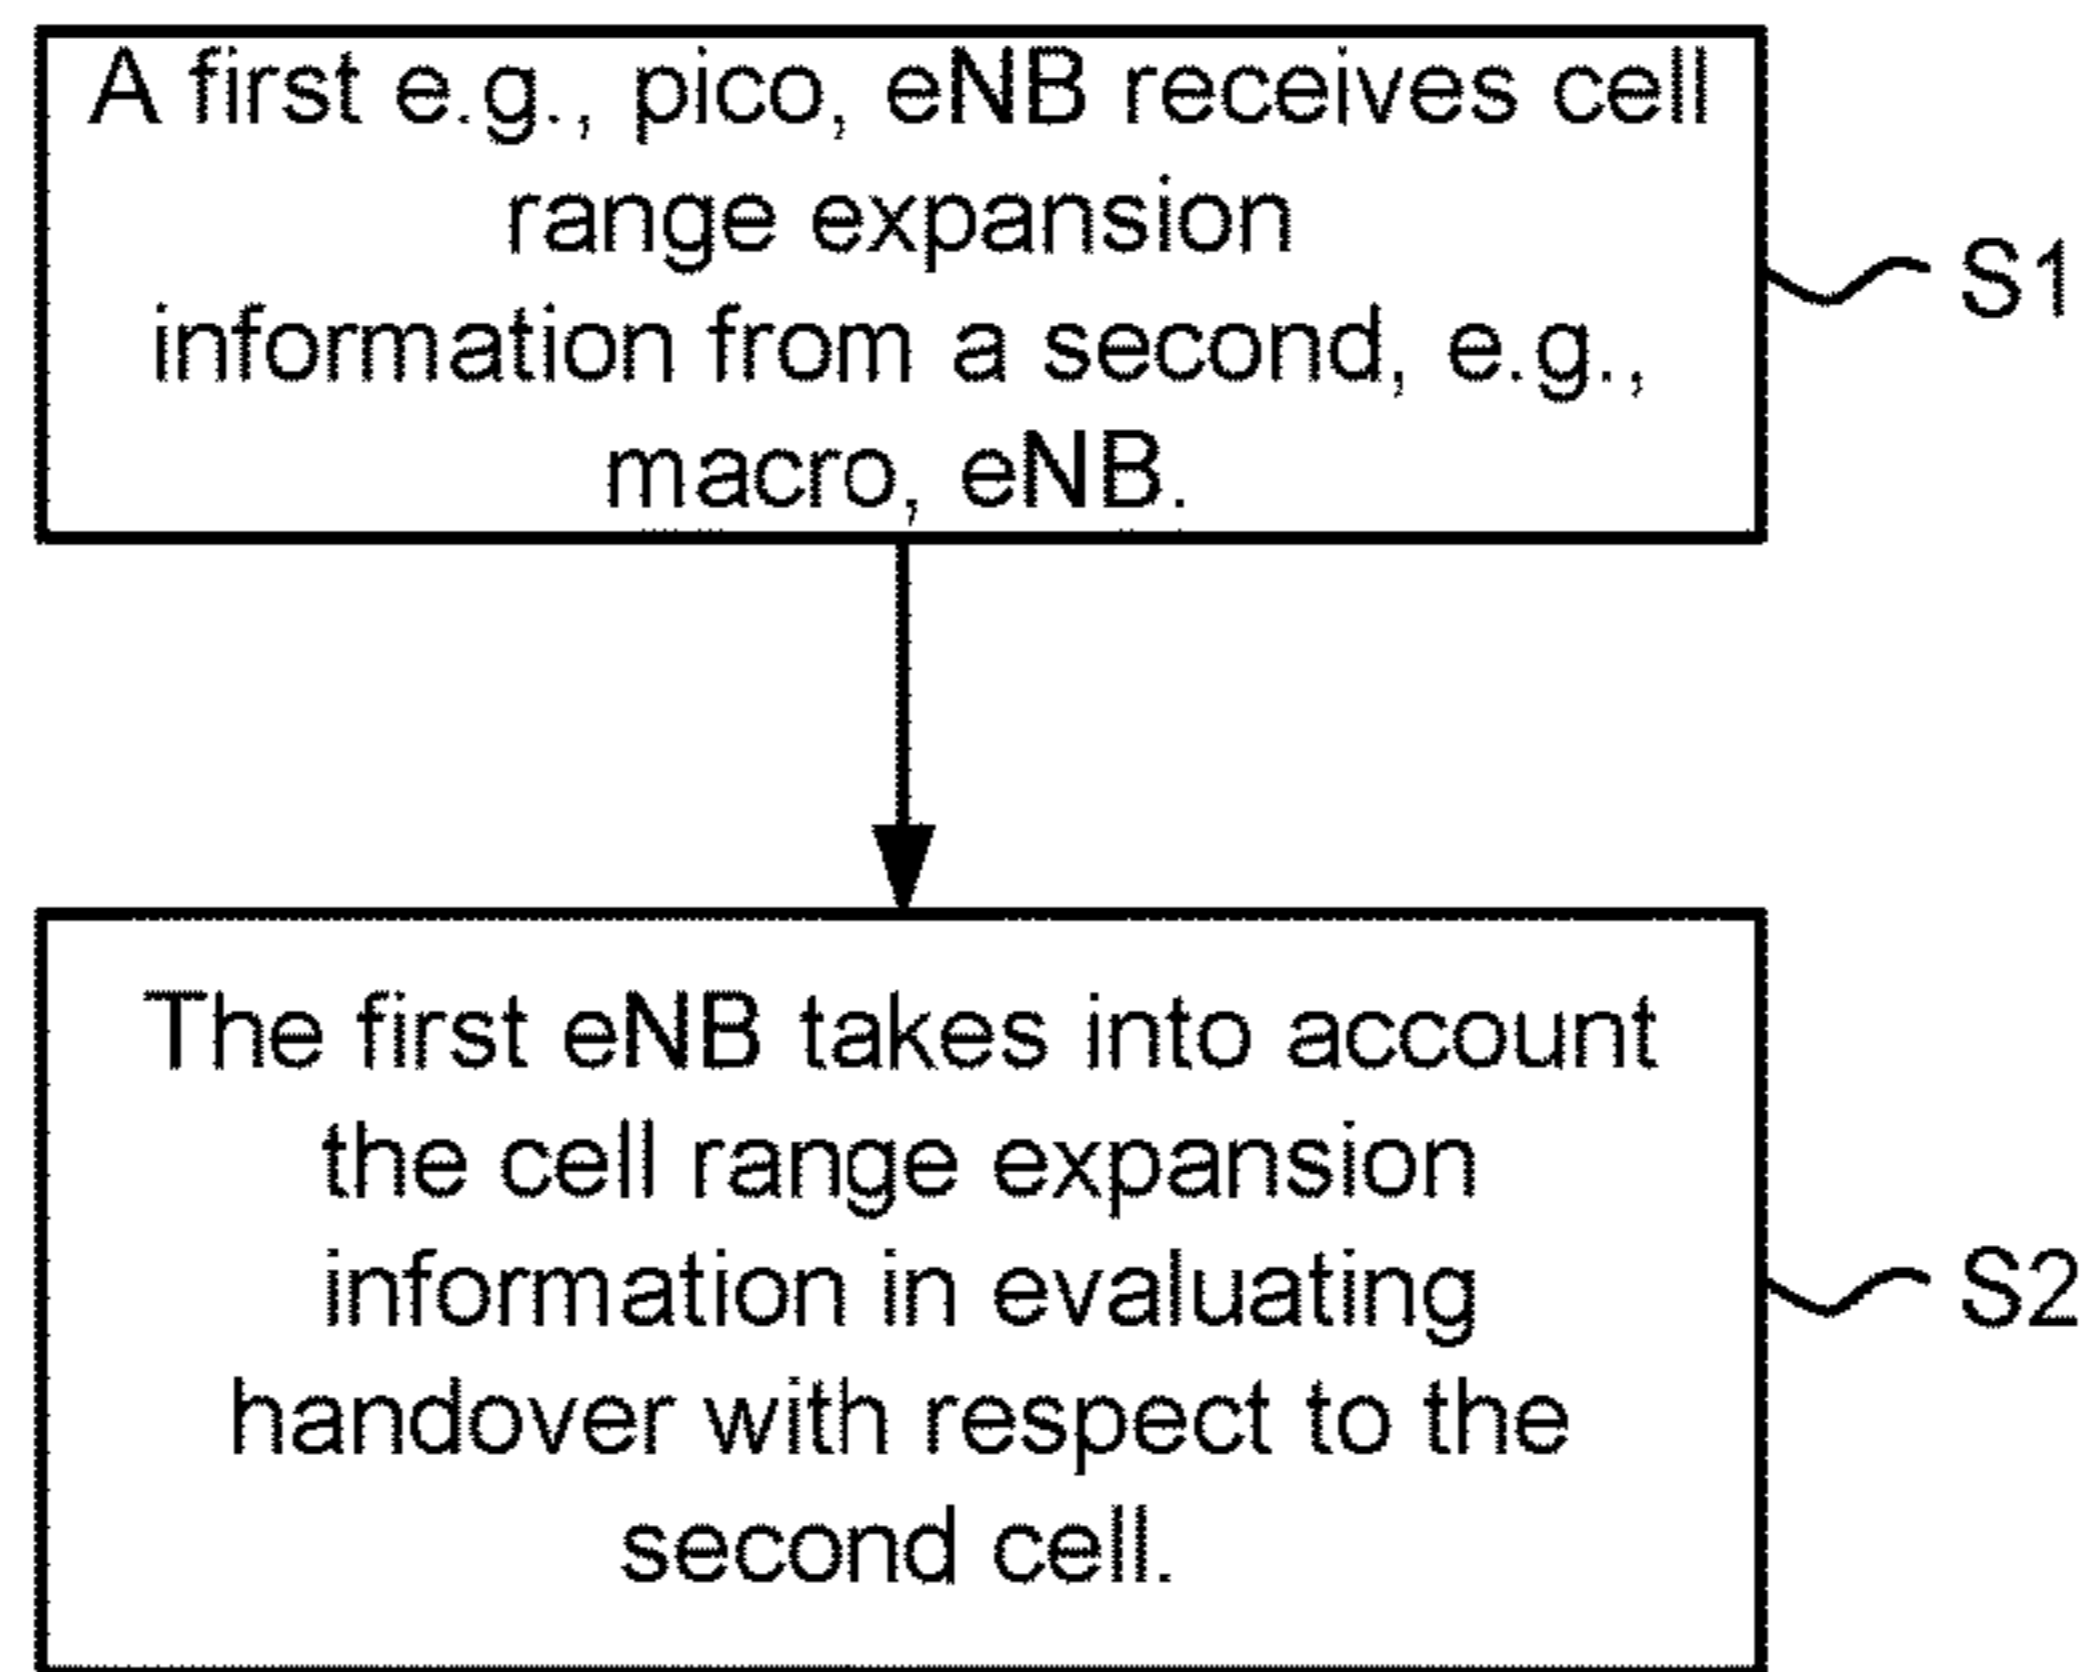 A first e.g., pico, eNB receives cell
range expansion
information from a second, e.g.,
macro, eNB.
S1
The first eNB takes into account
the cell range expansion
information in evaluating
handover with respect to the
second cell.
S2